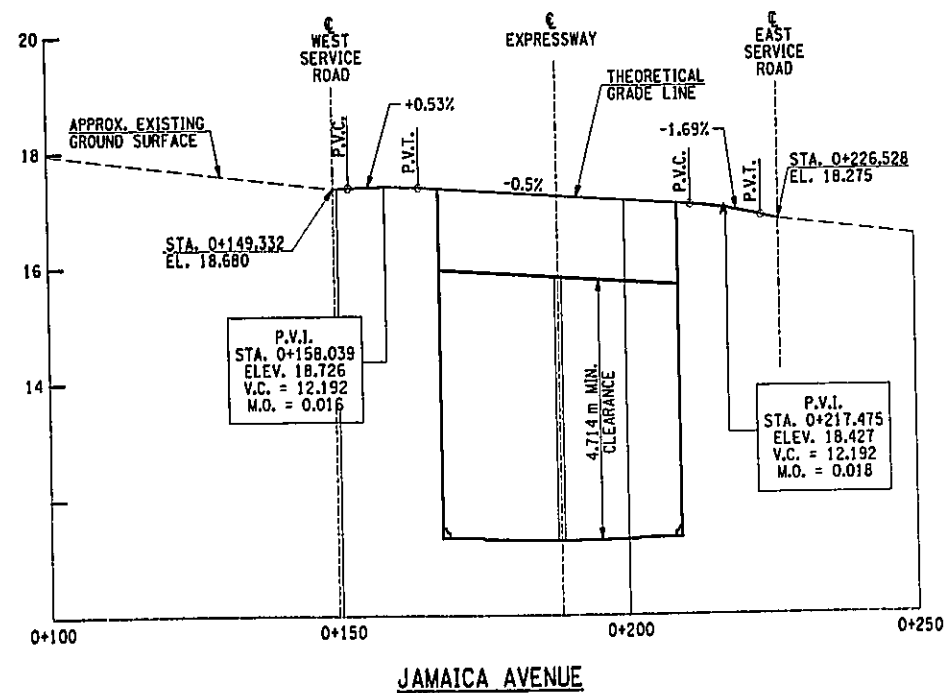 ℄
WEST
SERVICE
ROAD
℄
EXPRESSWAY
℄
EAST
SERVICE
ROAD
20
18
16
14
APPROX. EXISTING
GROUND SURFACE
P.V.C.
+0.53%
P.V.T.
THEORETICAL
GRADE LINE
-0.5%
-1.69%
P.V.C.
P.V.T.
STA. 0+226,528
EL. 18.275
STA. 0+149,332
EL. 18.680
P.V.I.
STA. 0+158.039
ELEV. 18.726
V.C. = 12.192
M.O. = 0.016
4.714 m MIN.
CLEARANCE
P.V.I.
STA. 0+217.475
ELEV. 18.427
V.C. = 12.192
M.O. = 0.018
0+100
0+150
0+200
0+250
JAMAICA AVENUE